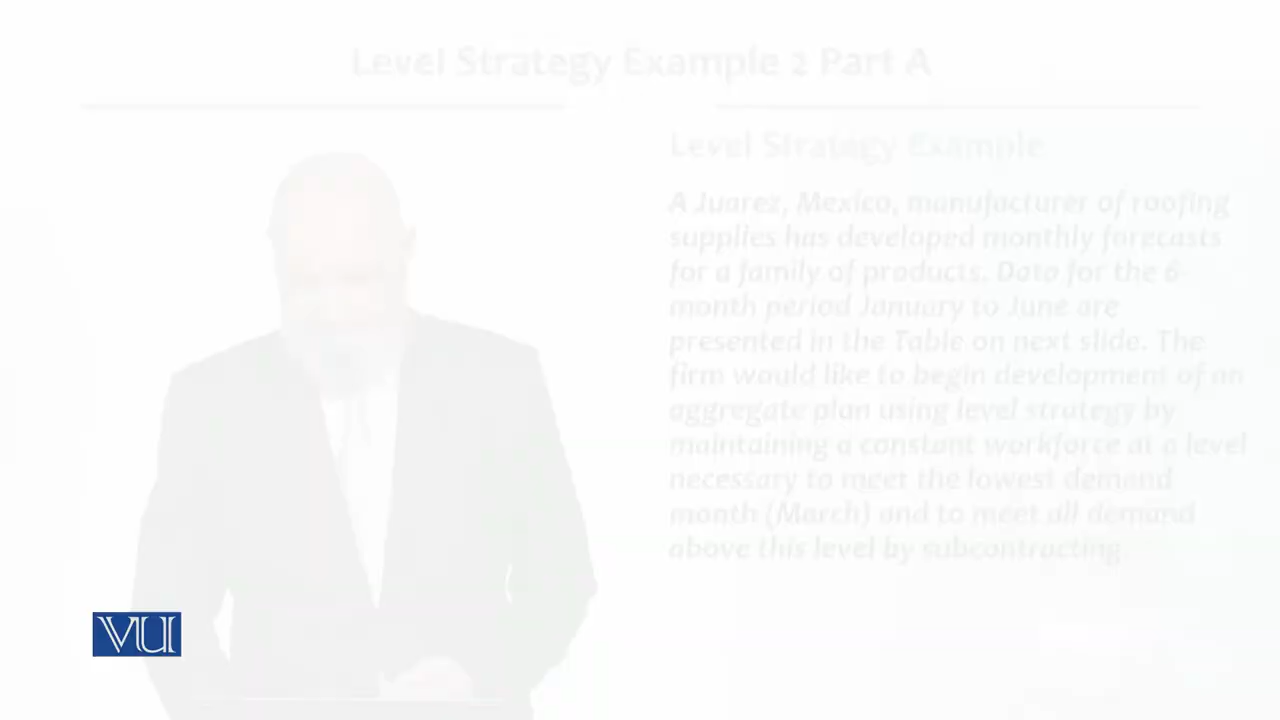 Level Strategy Example 2 Part A
Level Strategy Example
A Juarez, Mexico, manufacturer of roofing
supplies has developed monthly forecasts
for a family of products. Data for the 6-
month period January to June are
presented in the Table on next slide. The
firm would like to begin development of an
aggregate plan using level strategy by
maintaining a constant workforce at a level
necessary to meet the lowest demand
month (March) and to meet all demand
above this level by subcontracting.
VU